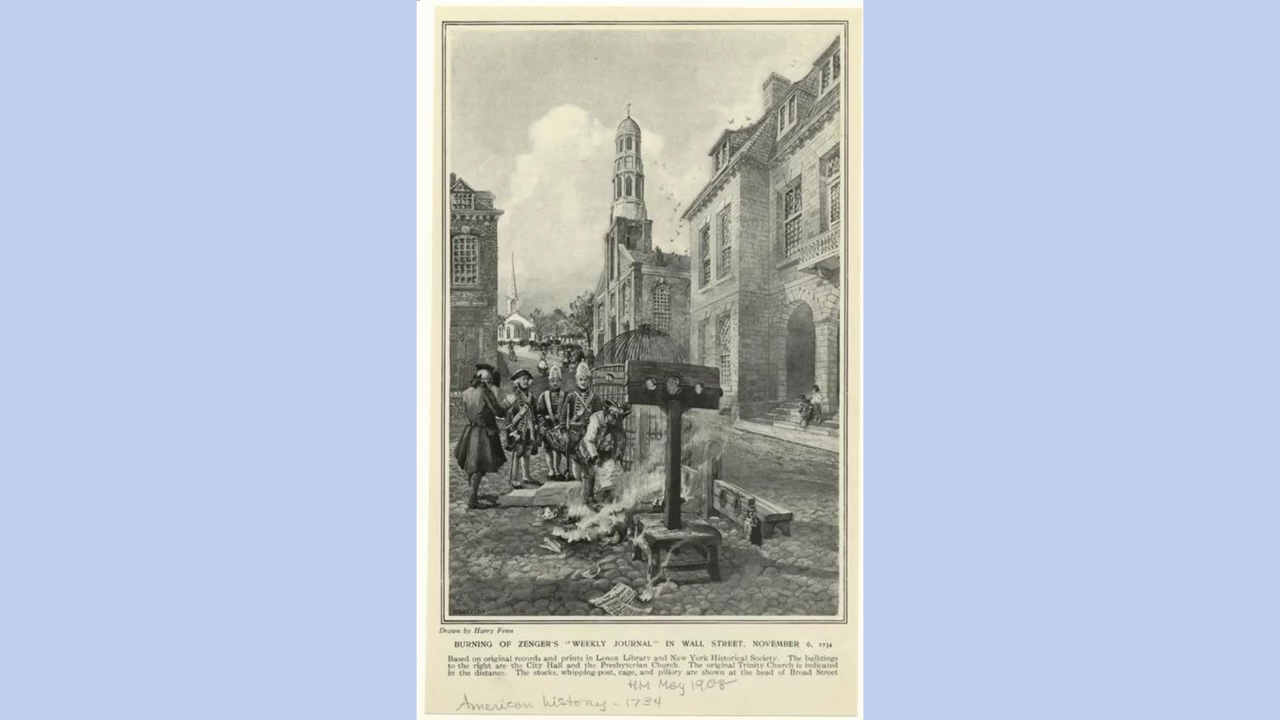 Drawn by Harry Fenn
BURNING OF ZENGER'S "WEEKLY JOURNAL" IN WALL STREET, NOVEMBER 6, 1734
Based on original records and prints in Lenox Library and New York Historical Society. The buildings
to the right are the City Hall and the Presbyterian Church. The original Trinity Church is indicated
in the distance. The stocks, whipping-post, cage, and pillory are shown at the head of Broad Street
HM May 1908
American history - 1734